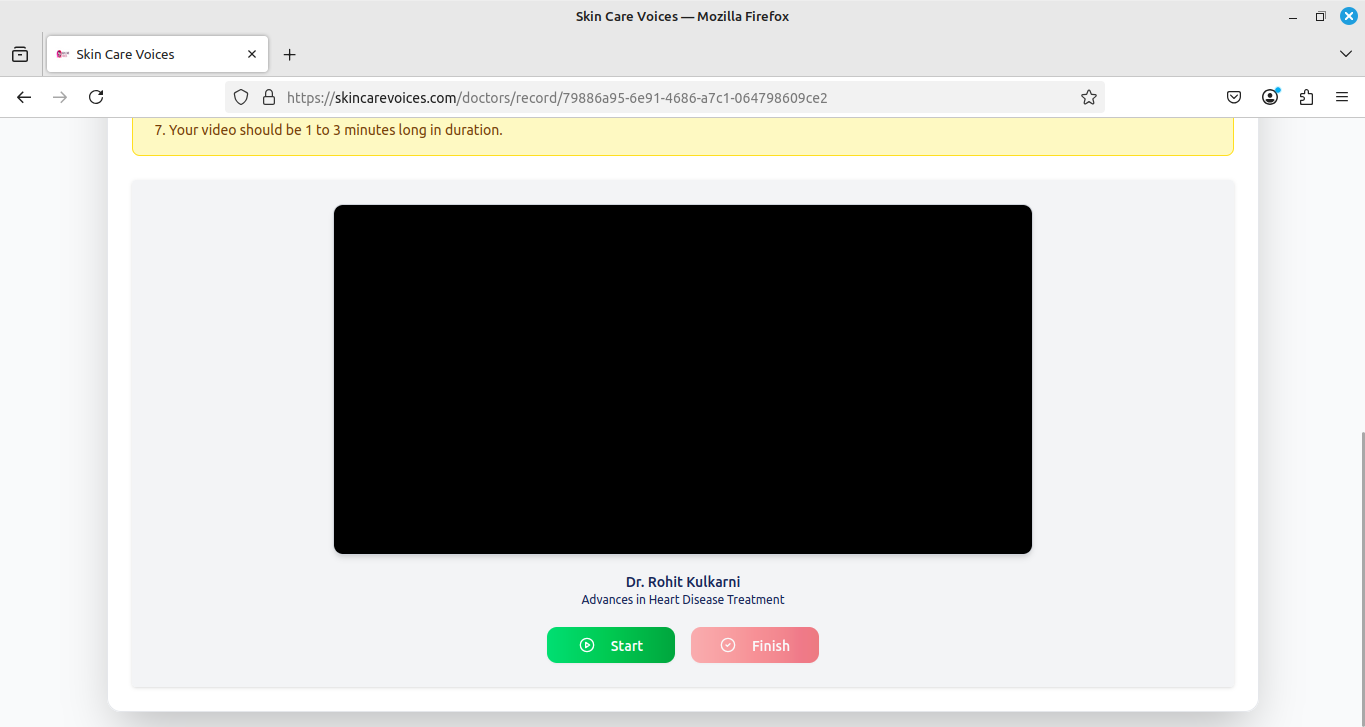 Skin Care Voices — Mozilla Firefox
Skin Care Voices
https://skincarevoices.com/doctors/record/79886a95-6e91-4686-a7c1-064798609ce2
7. Your video should be 1 to 3 minutes long in duration.
Dr. Rohit Kulkarni
Advances in Heart Disease Treatment
Start
Finish